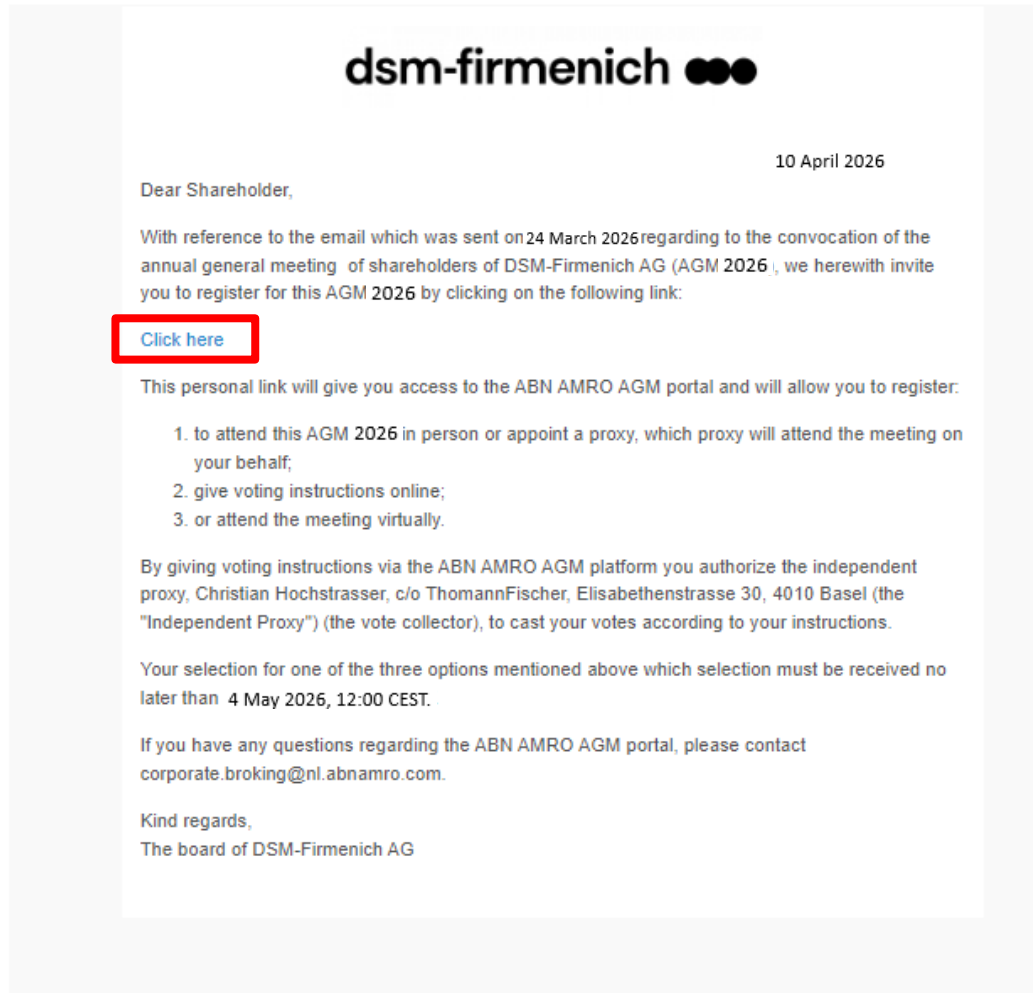 dsm-firmenich
10 April 2026
Dear Shareholder,
With reference to the email which was sent on 24 March 2026 regarding to the convocation of the
annual general meeting of shareholders of DSM-Firmenich AG (AGM 2026 ), we herewith invite
you to register for this AGM 2026 by clicking on the following link:
Click here
This personal link will give you access to the ABN AMRO AGM portal and will allow you to register:
1. to attend this AGM 2026 in person or appoint a proxy, which proxy will attend the meeting on
your behalf;
2. give voting instructions online;
3. or attend the meeting virtually.
By giving voting instructions via the ABN AMRO AGM platform you authorize the independent
proxy, Christian Hochstrasser, c/o ThomannFischer, Elisabethenstrasse 30, 4010 Basel (the
"Independent Proxy") (the vote collector), to cast your votes according to your instructions.
Your selection for one of the three options mentioned above which selection must be received no
later than 4 May 2026, 12:00 CEST.
If you have any questions regarding the ABN AMRO AGM portal, please contact
corporate.broking@nl.abnamro.com.
Kind regards,
The board of DSM-Firmenich AG